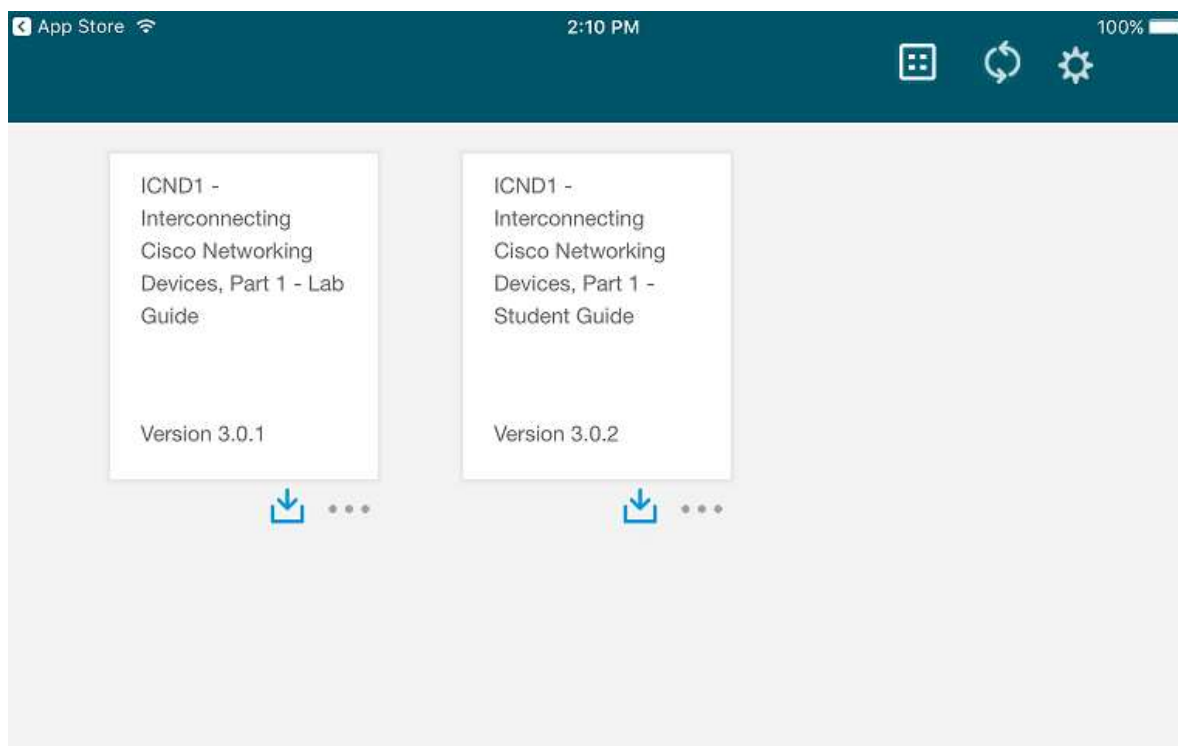 App Store
2:10 PM
100%
ICND1 -
Interconnecting
Cisco Networking
Devices, Part 1 - Lab
Guide
Version 3.0.1
ICND1 -
Interconnecting
Cisco Networking
Devices, Part 1 -
Student Guide
Version 3.0.2